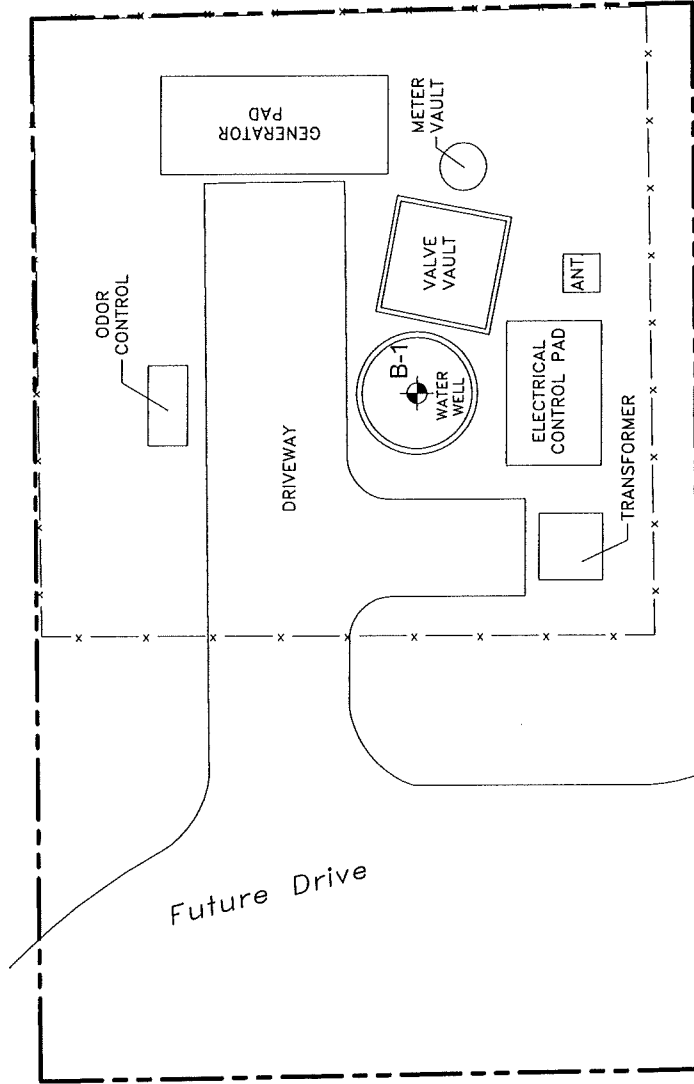 GENERATOR
PAD
METER
VAULT
ODOR
CONTROL
VALVE
VAULT
ANT
B-1
WATER
WELL
ELECTRICAL
CONTROL PAD
DRIVEWAY
TRANSFORMER
Future Drive